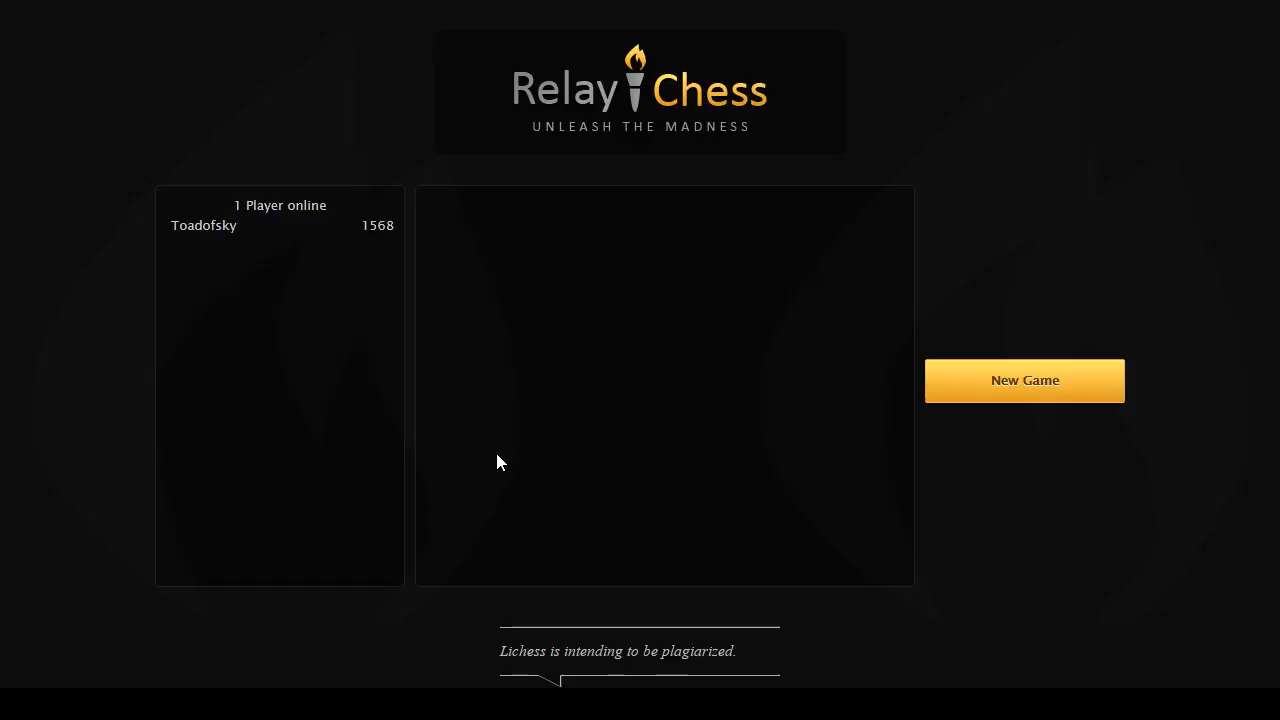 Relay Chess
UNLEASH THE MADNESS
1 Player online
Toadofsky 1568
New Game
Lichess is intending to be plagiarized.